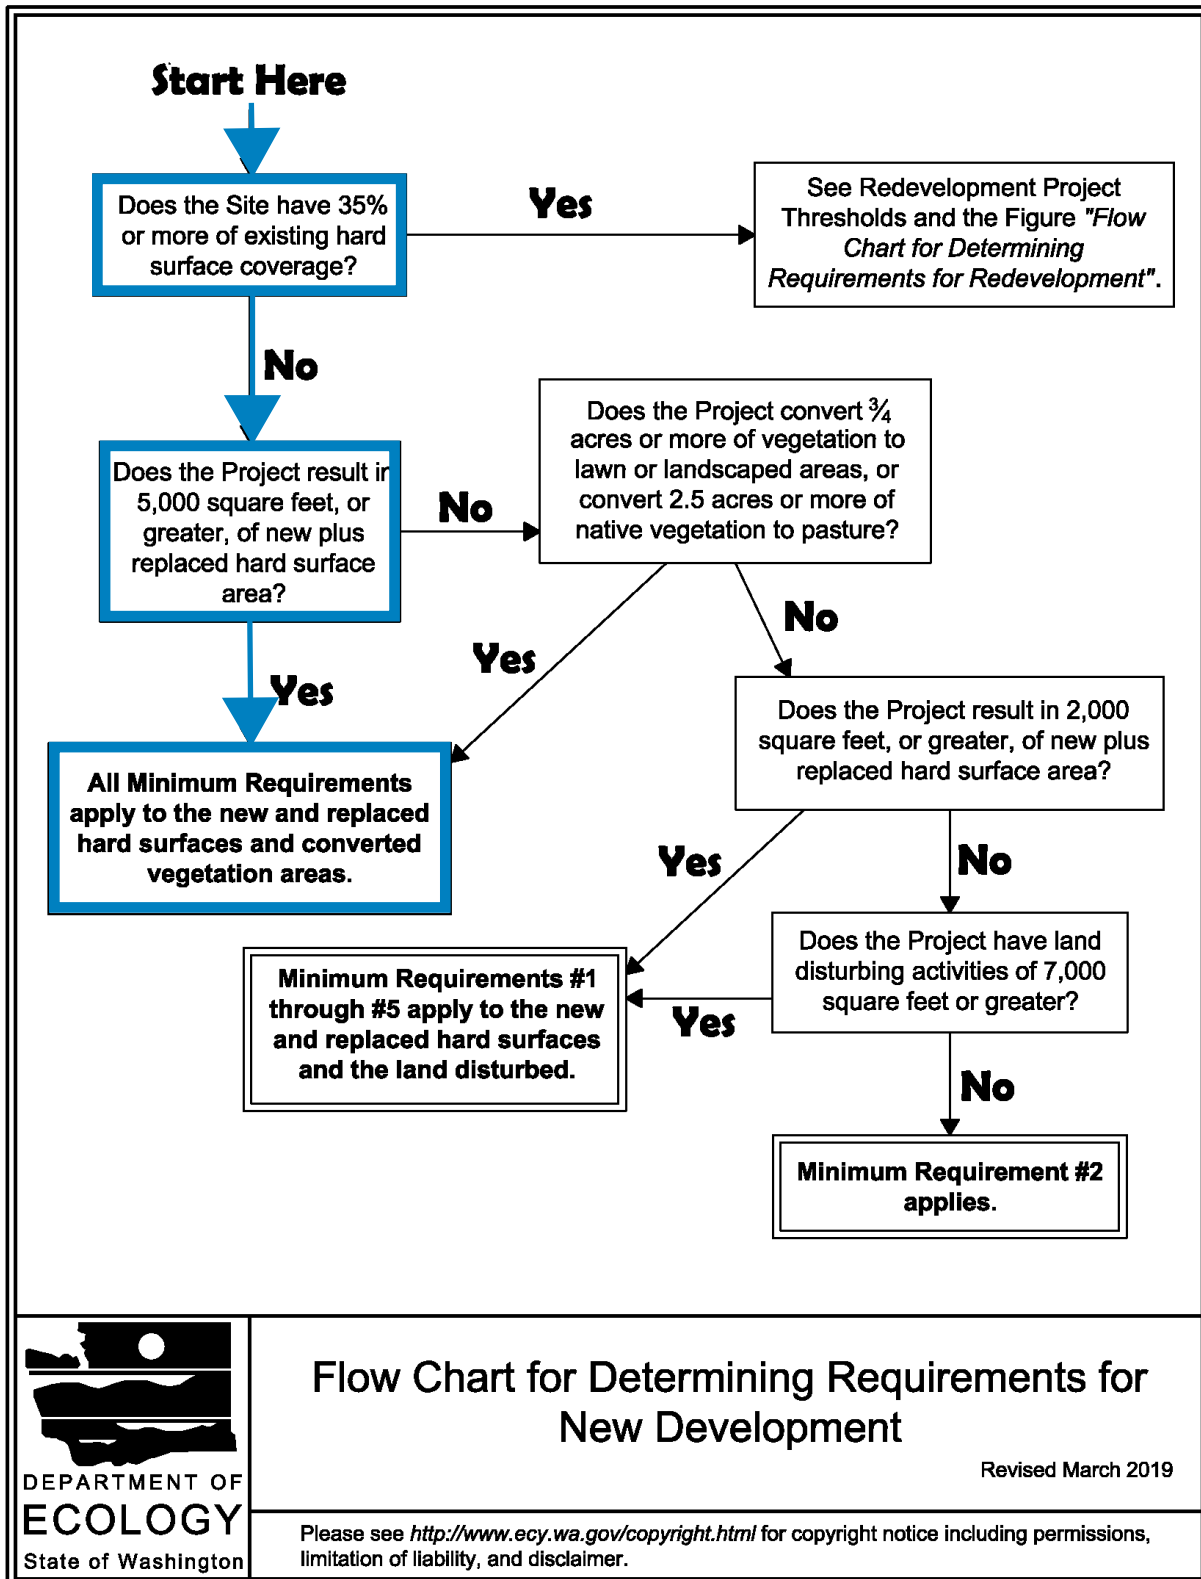 Start Here
Does the Site have 35%
or more of existing hard
surface coverage?
Yes
See Redevelopment Project
Thresholds and the Figure "Flow
Chart for Determining
Requirements for Redevelopment".
No
Does the Project result in
5,000 square feet, or
greater, of new plus
replaced hard surface
area?
No
Does the Project convert ¾
acres or more of vegetation to
lawn or landscaped areas, or
convert 2.5 acres or more of
native vegetation to pasture?
Yes
Yes
No
All Minimum Requirements
apply to the new and replaced
hard surfaces and converted
vegetation areas.
Does the Project result in 2,000
square feet, or greater, of new plus
replaced hard surface area?
Yes
No
Minimum Requirements #1
through #5 apply to the new
and replaced hard surfaces
and the land disturbed.
Yes
Does the Project have land
disturbing activities of 7,000
square feet or greater?
No
Minimum Requirement #2
applies.
DEPARTMENT OF
ECOLOGY
State of Washington
Flow Chart for Determining Requirements for
New Development
Revised March 2019
Please see http://www.ecy.wa.gov/copyright.html for copyright notice including permissions,
limitation of liability, and disclaimer.